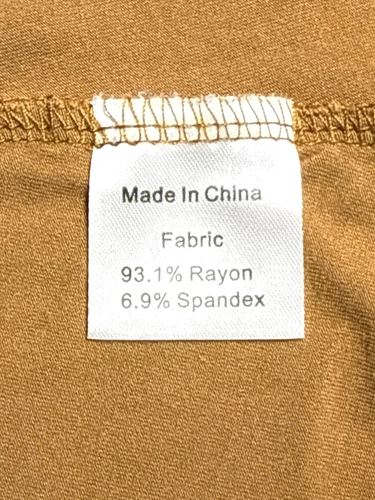 Made In China
Fabric
93.1% Rayon
6.9% Spandex